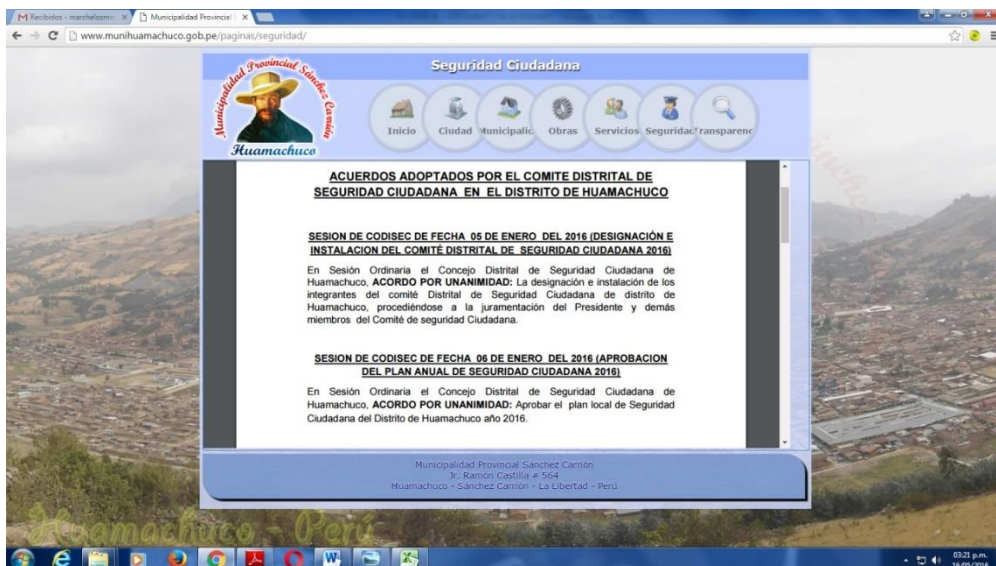 Recibidos - marchelosm
Municipalidad Provincial
www.munihuamachuco.gob.pe/paginas/seguridad/
Municipalidad Provincial Sánchez Carrión
Huamachuco
Seguridad Ciudadana
Inicio
Ciudad
Municipalic
Obras
Servicios
Seguridac
Transparenc
ACUERDOS ADOPTADOS POR EL COMITE DISTRITAL DE
SEGURIDAD CIUDADANA EN EL DISTRITO DE HUAMACHUCO
SESION DE CODISEC DE FECHA 05 DE ENERO DEL 2016 (DESIGNACIÓN E
INSTALACION DEL COMITÉ DISTRITAL DE SEGURIDAD CIUDADANA 2016)
En Sesión Ordinaria el Concejo Distrital de Seguridad Ciudadana de
Huamachuco, ACORDO POR UNANIMIDAD: La designación e instalación de los
integrantes del comité Distrital de Seguridad Ciudadana de distrito de
Huamachuco, procediéndose a la juramentación del Presidente y demás
miembros del Comité de seguridad Ciudadana.
SESION DE CODISEC DE FECHA 06 DE ENERO DEL 2016 (APROBACION
DEL PLAN ANUAL DE SEGURIDAD CIUDADANA 2016)
En Sesión Ordinaria el Concejo Distrital de Seguridad Ciudadana de
Huamachuco, ACORDO POR UNANIMIDAD: Aprobar el plan local de Seguridad
Ciudadana del Distrito de Huamachuco año 2016.
Municipalidad Provincial Sánchez Carrión
Jr. Ramón Castilla # 564
Huamachuco - Sánchez Carrión - La Libertad - Perú
Huamachuco - Perú
03:21 p.m.
16/05/2016